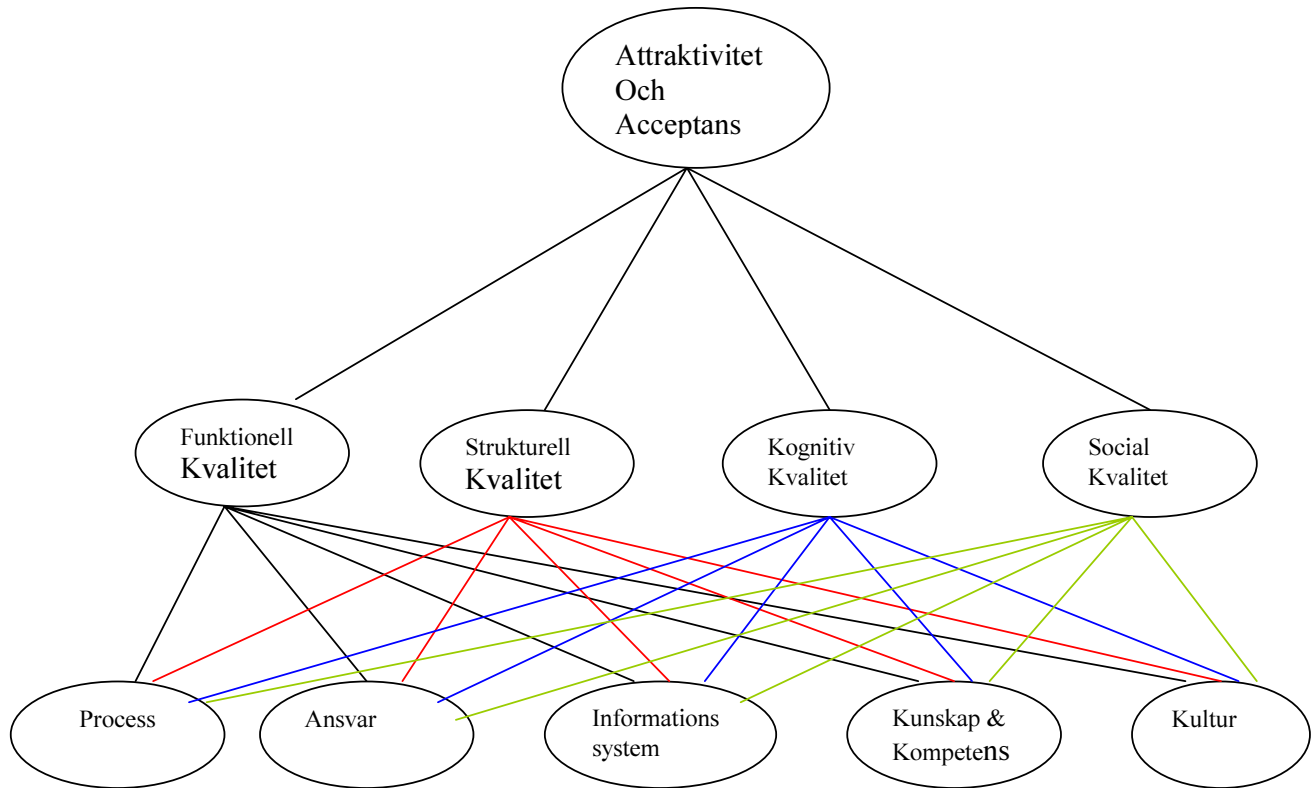 Attraktivitet
Och
Acceptans
Funktionell
Kvalitet
Strukturell
Kvalitet
Kognitiv
Kvalitet
Social
Kvalitet
Process
Ansvar
Informations
system
Kunskap &
Kompetens
Kultur